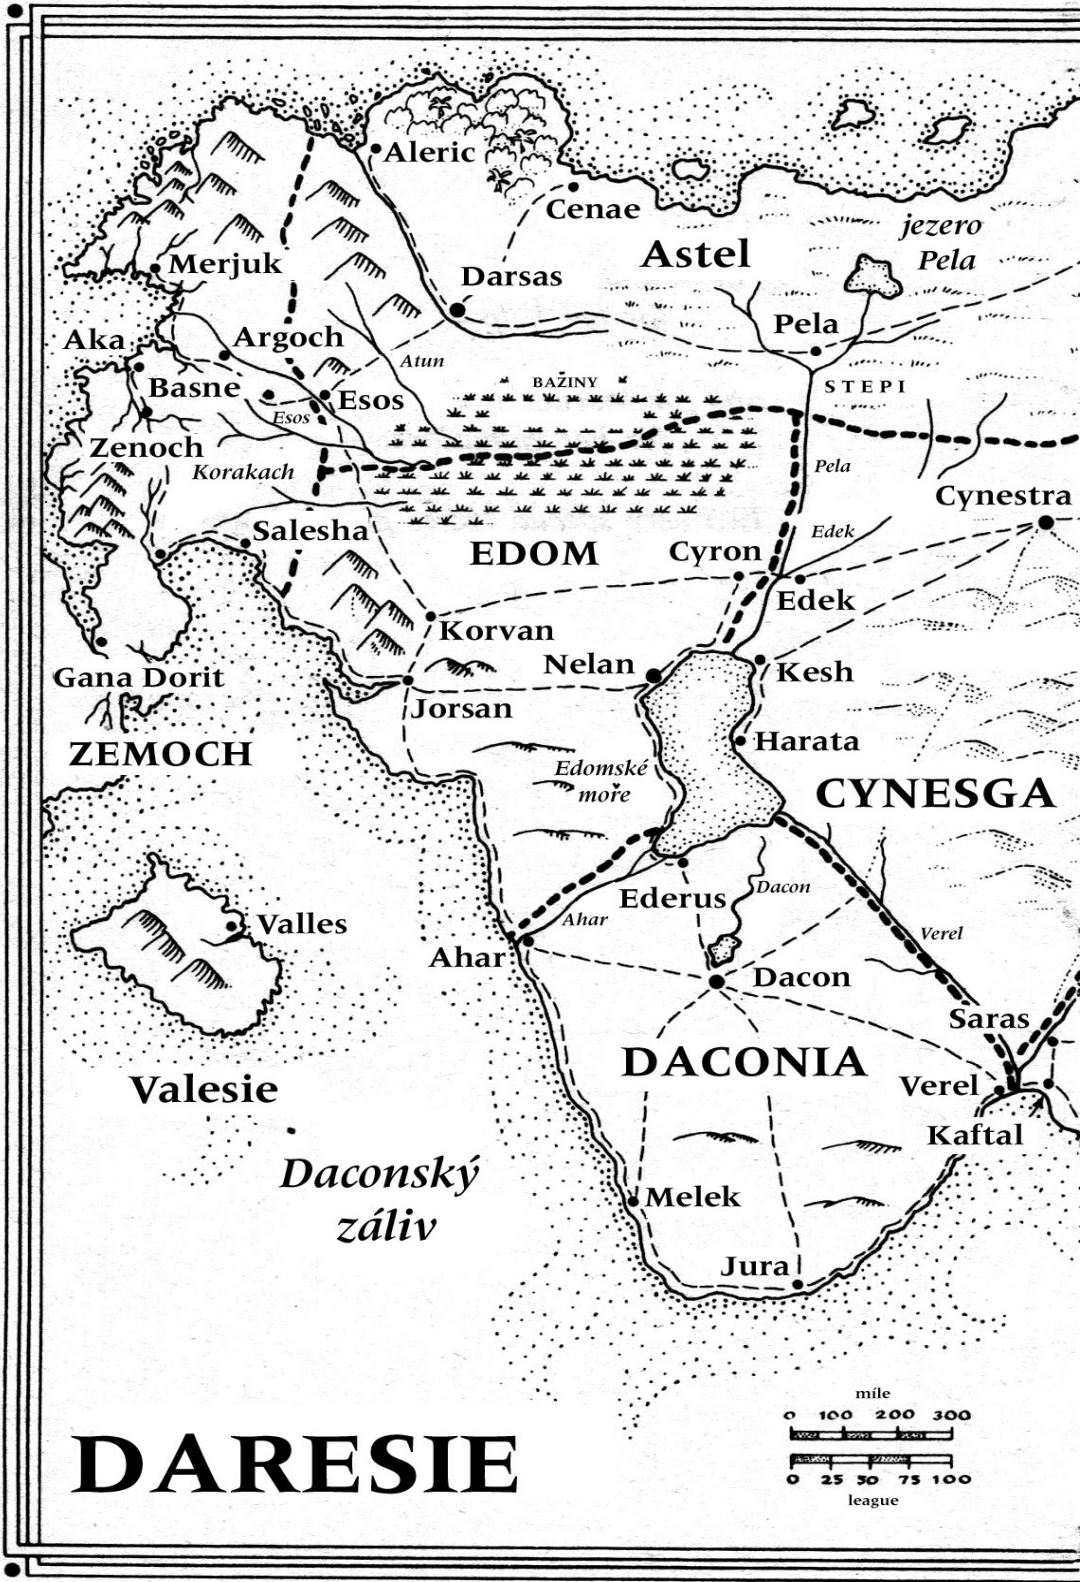 Aleric
Cenae
Astel
jezero
Pela
Merjuk
Darsas
Aka
Argoch
Pela
Basne
Atun
BAŽINY
STEPI
Esos
Esos
Zenoch
Korakach
Pela
Cynestra
Salesha
EDOM
Cyron
Edek
Edek
Korvan
Nelan
Kesh
Gana Dorit
Jorsan
ZEMOCH
Harata
Edomské
moře
CYNESGA
Ederus
Dacon
Valles
Ahar
Verel
Ahar
Dacon
Saras
DACONIA
Valesie
Verel
Kaftal
Daconský
záliv
Melek
Jura
míle
0 100 200 300
0 25 50 75 100
league
DARESIE